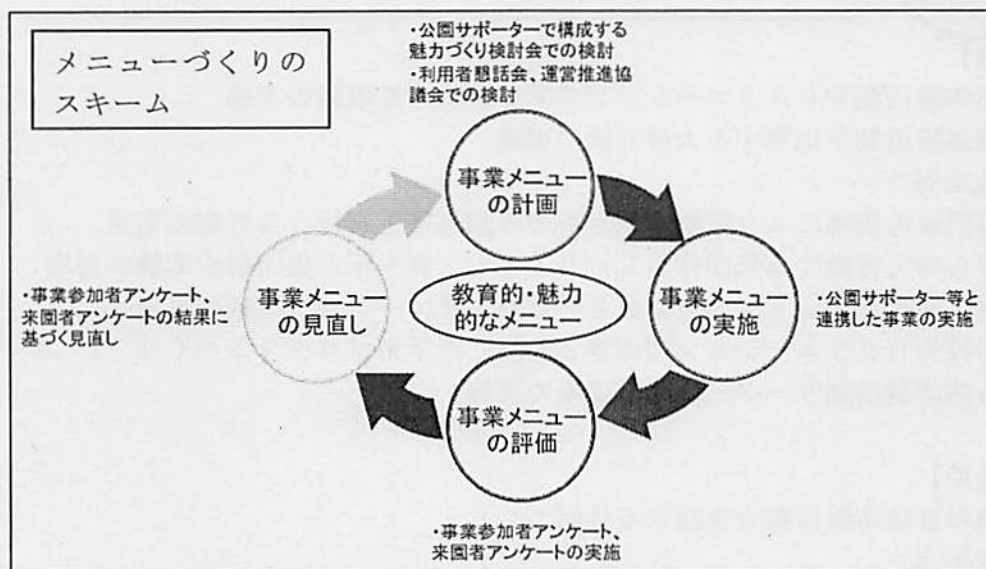 メニューづくりの
スキーム
・公園サポーターで構成する
魅力づくり検討会での検討
・利用者懇話会、運営推進協
議会での検討
事業メニュー
の計画
事業メニュー
の見直し
教育的・魅力
的なメニュー
事業メニュー
の実施
・事業参加者アンケート、
来園者アンケートの結果に
基づく見直し
・公園サポーター等と
連携した事業の実施
事業メニュー
の評価
・事業参加者アンケート、
来園者アンケートの実施